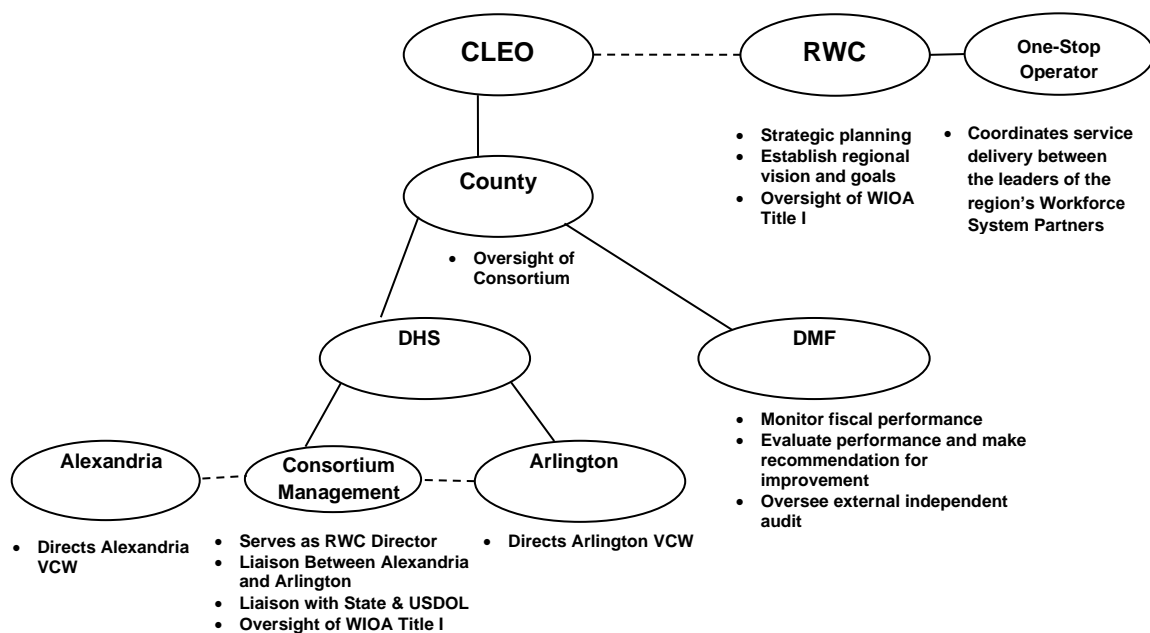 CLEO
RWC
One-Stop
Operator
• Strategic planning
• Establish regional
vision and goals
• Oversight of WIOA
Title I
• Coordinates service
delivery between
the leaders of the
region’s Workforce
System Partners
County
• Oversight of
Consortium
DHS
DMF
• Monitor fiscal performance
• Evaluate performance and make
recommendation for
improvement
• Oversee external independent
audit
Alexandria
Consortium
Management
Arlington
• Directs Alexandria
VCW
• Serves as RWC Director
• Liaison Between Alexandria
and Arlington
• Liaison with State & USDOL
• Oversight of WIOA Title I
• Directs Arlington VCW